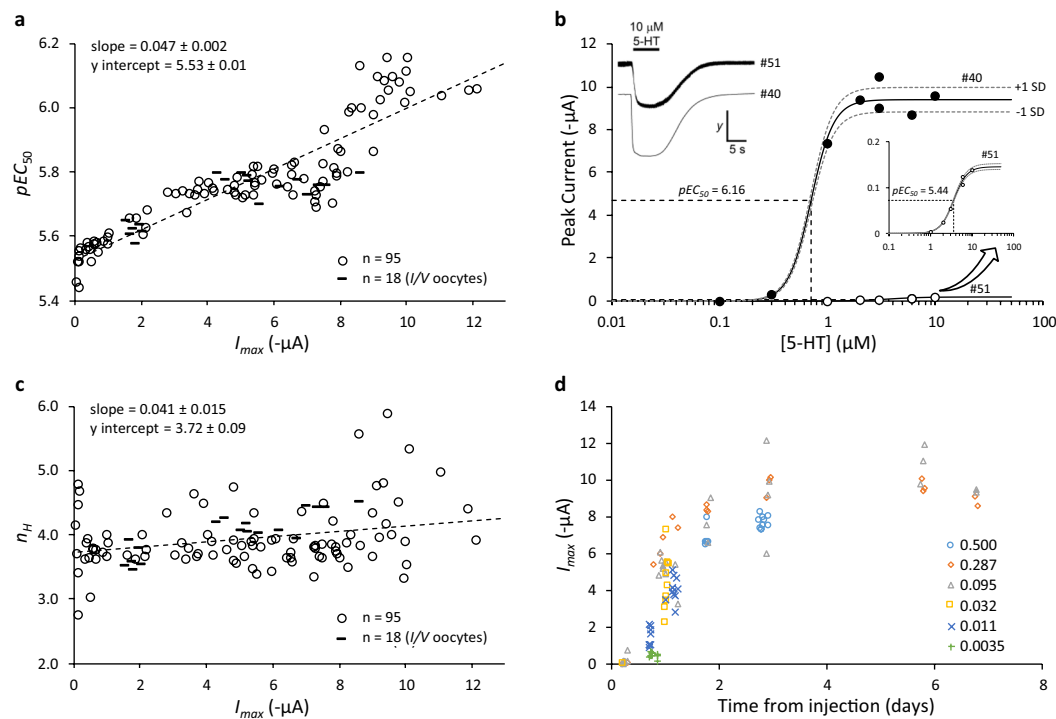 a
slope = 0.047 ± 0.002
y intercept = 5.53 ± 0.01
6.2
6.0
5.8
5.6
5.4
pEC50
0
2
4
6
8
10
12
Imax (-µA)
n = 95
n = 18 (I/V oocytes)
b
10 µM
5-HT
#51
#40
y
5 s
12
10
8
6
4
2
0
Peak Current (-µA)
#40
+1 SD
-1 SD
pEC50 = 6.16
#51
0.2
0.1
0
pEC50 = 5.44
0.1
1
10
100
#51
0.01
0.1
1
10
100
[5-HT] (µM)
c
slope = 0.041 ± 0.015
y intercept = 3.72 ± 0.09
6.0
5.0
4.0
3.0
2.0
nH
0
2
4
6
8
10
12
Imax (-µA)
n = 95
n = 18 (I/V oocytes)
d
14
12
10
8
6
4
2
0
Imax (-µA)
0.500
0.287
0.095
0.032
0.011
0.0035
0
2
4
6
8
Time from injection (days)